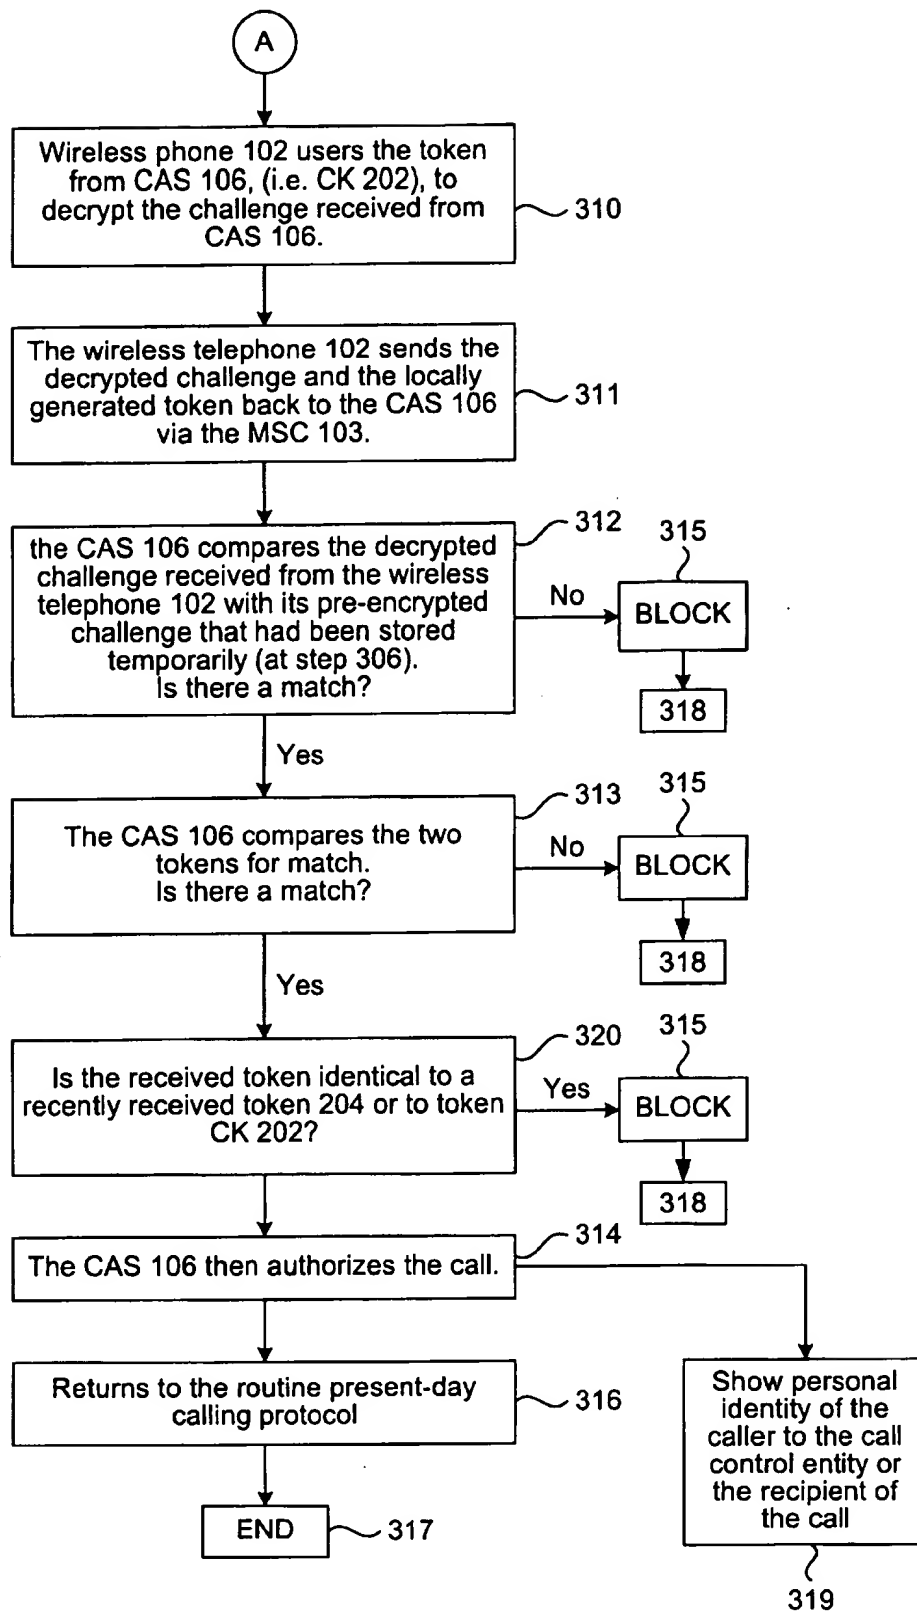 A
Wireless phone 102 users the token
from CAS 106, (i.e. CK 202), to
decrypt the challenge received from
CAS 106.
310
The wireless telephone 102 sends the
decrypted challenge and the locally
generated token back to the CAS 106
via the MSC 103.
311
the CAS 106 compares the decrypted
challenge received from the wireless
telephone 102 with its pre-encrypted
challenge that had been stored
temporarily (at step 306).
Is there a match?
312
No
315
BLOCK
318
Yes
The CAS 106 compares the two
tokens for match.
Is there a match?
313
No
315
BLOCK
318
Yes
Is the received token identical to a
recently received token 204 or to token
CK 202?
320
Yes
315
BLOCK
318
The CAS 106 then authorizes the call.
314
Returns to the routine present-day
calling protocol
316
Show personal
identity of the
caller to the call
control entity or
the recipient of
the call
319
END
317